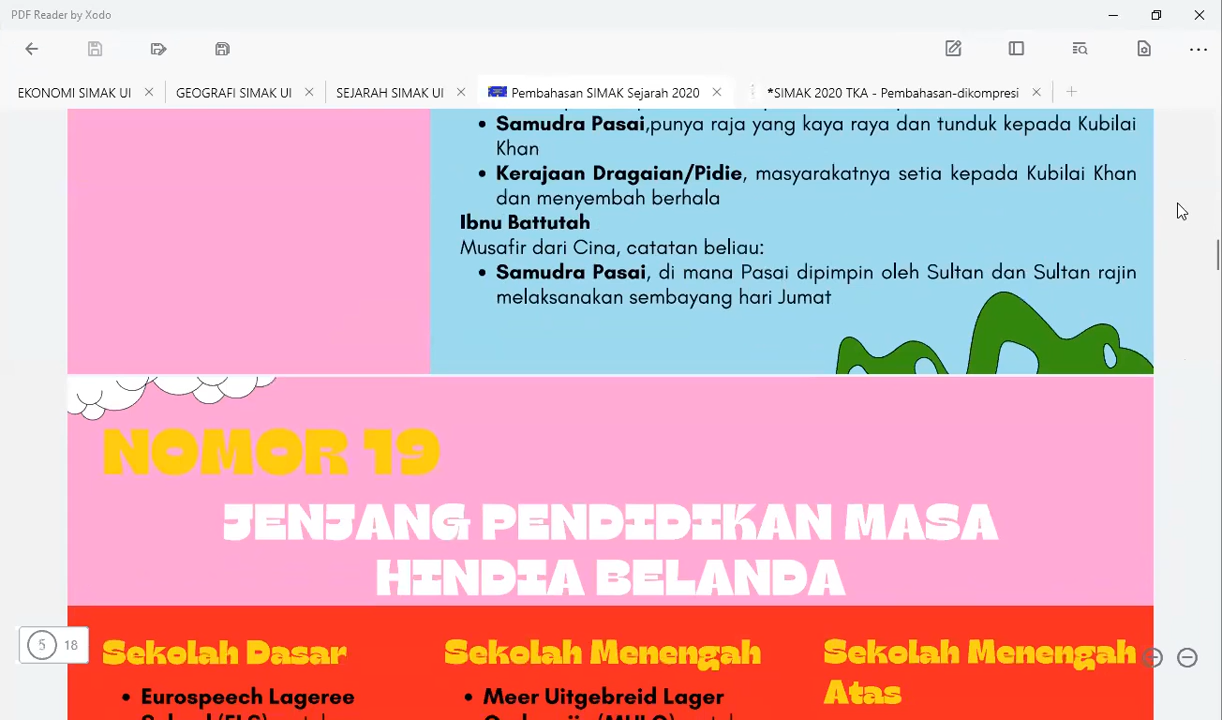 PDF Reader by Xodo
EKONOMI SIMAK UI
GEOGRAFI SIMAK UI
SEJARAH SIMAK UI
Pembahasan SIMAK Sejarah 2020
*SIMAK 2020 TKA - Pembahasan-dikompresi
Samudra Pasai,punya raja yang kaya raya dan tunduk kepada Kubilai
Khan
Kerajaan Dragaian/Pidie, masyarakatnya setia kepada Kubilai Khan
dan menyembah berhala
Ibnu Battutah
Musafir dari Cina, catatan beliau:
Samudra Pasai, di mana Pasai dipimpin oleh Sultan dan Sultan rajin
melaksanakan sembayang hari Jumat
NOMOR 19
JENJANG PENDIDIKAN MASA
HINDIA BELANDA
5 18
Sekolah Dasar
Eurospeech Lageree
Sekolah Menengah
Meer Uitgebreid Lager
Sekolah Menengah
Atas